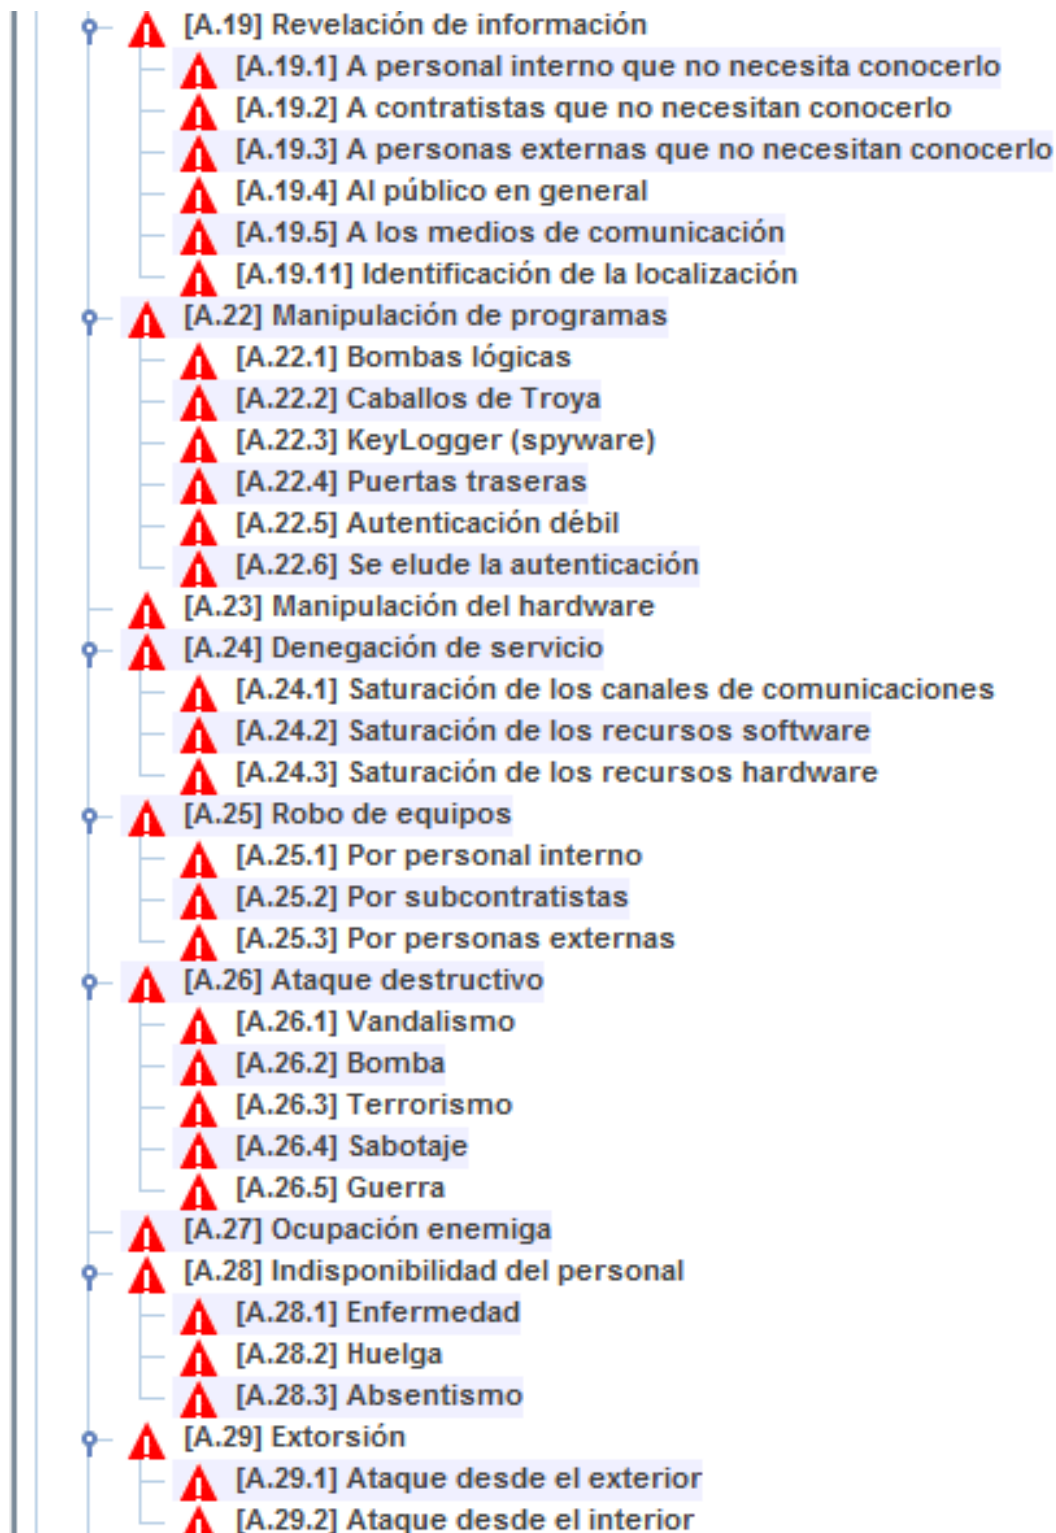 [A.19] Revelación de información
[A.19.1] A personal interno que no necesita conocerlo
[A.19.2] A contratistas que no necesitan conocerlo
[A.19.3] A personas externas que no necesitan conocerlo
[A.19.4] Al público en general
[A.19.5] A los medios de comunicación
[A.19.11] Identificación de la localización
[A.22] Manipulación de programas
[A.22.1] Bombas lógicas
[A.22.2] Caballos de Troya
[A.22.3] KeyLogger (spyware)
[A.22.4] Puertas traseras
[A.22.5] Autenticación débil
[A.22.6] Se elude la autenticación
[A.23] Manipulación del hardware
[A.24] Denegación de servicio
[A.24.1] Saturación de los canales de comunicaciones
[A.24.2] Saturación de los recursos software
[A.24.3] Saturación de los recursos hardware
[A.25] Robo de equipos
[A.25.1] Por personal interno
[A.25.2] Por subcontratistas
[A.25.3] Por personas externas
[A.26] Ataque destructivo
[A.26.1] Vandalismo
[A.26.2] Bomba
[A.26.3] Terrorismo
[A.26.4] Sabotaje
[A.26.5] Guerra
[A.27] Ocupación enemiga
[A.28] Indisponibilidad del personal
[A.28.1] Enfermedad
[A.28.2] Huelga
[A.28.3] Absentismo
[A.29] Extorsión
[A.29.1] Ataque desde el exterior
[A.29.2] Ataque desde el interior